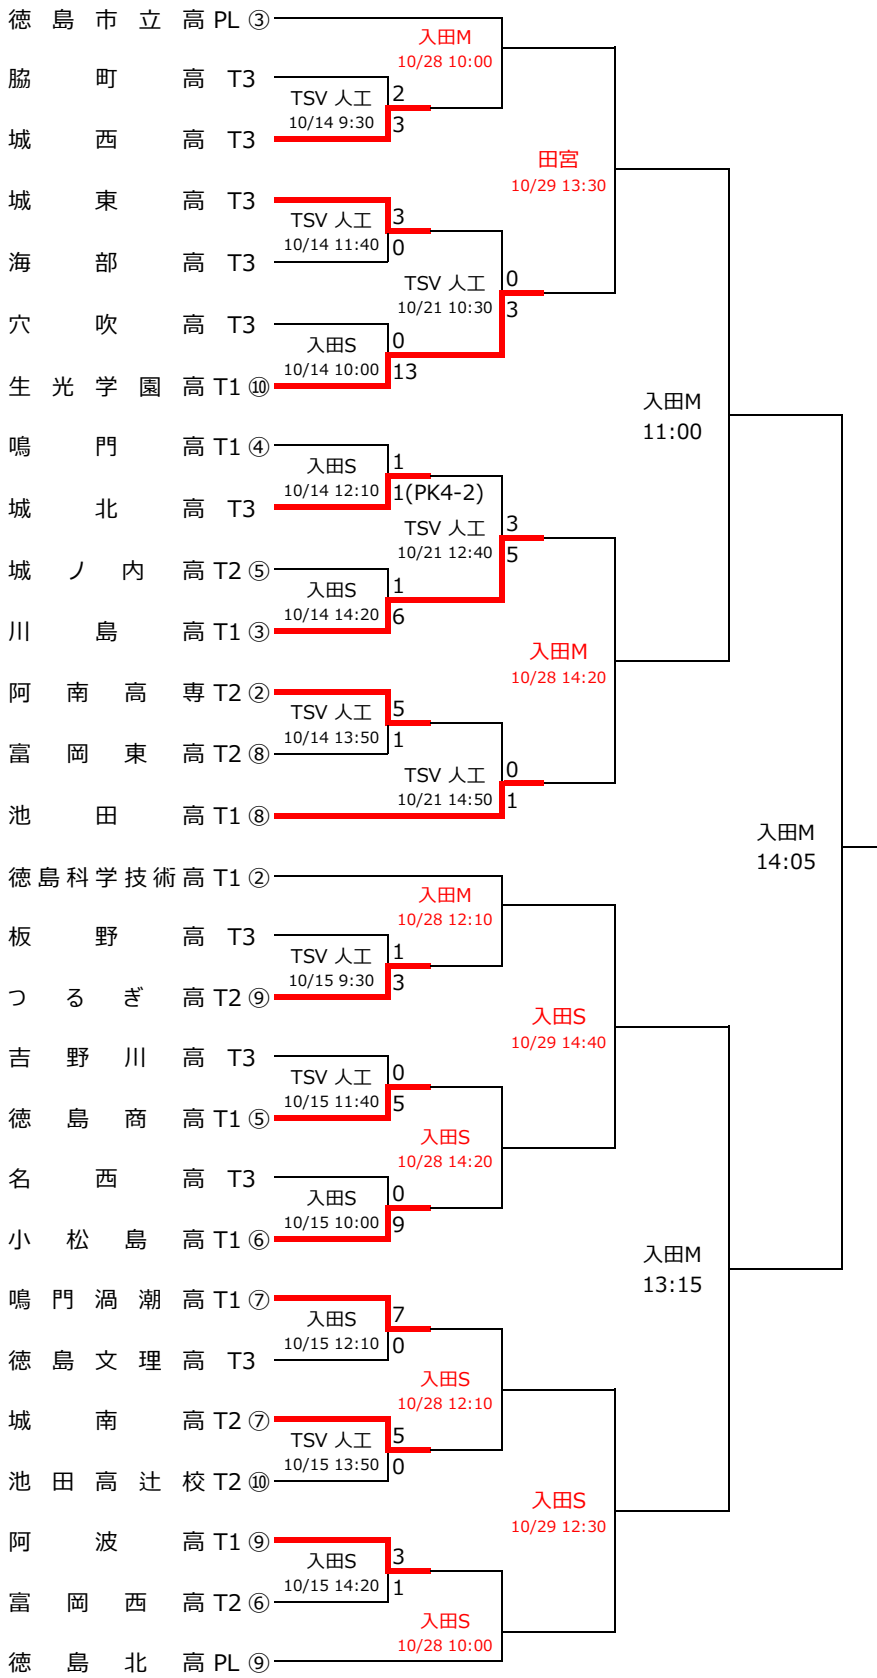 徳島市立高 PL ③
入田M
10/28 10:00
脇町高 T3
TSV 人工
10/14 9:30
2
3
城西高 T3
田宮
10/29 13:30
城東高 T3
TSV 人工
10/14 11:40
3
0
海部高 T3
TSV 人工
10/21 10:30
0
3
穴吹高 T3
入田S
10/14 10:00
0
13
生光学園高 T1 ⑩
入田M
11:00
鳴門高 T1 ④
入田S
10/14 12:10
1
1(PK4-2)
城北高 T3
TSV 人工
10/21 12:40
3
5
城ノ内高 T2 ⑤
入田S
10/14 14:20
1
6
川島高 T1 ③
入田M
10/28 14:20
阿南高専 T2 ②
TSV 人工
10/14 13:50
5
1
富岡東高 T2 ⑧
TSV 人工
10/21 14:50
0
1
池田高 T1 ⑧
入田M
14:05
徳島科学技術高 T1 ②
入田M
10/28 12:10
板野高 T3
TSV 人工
10/15 9:30
1
3
つるぎ高 T2 ⑨
入田S
10/29 14:40
吉野川高 T3
TSV 人工
10/15 11:40
0
5
徳島商高 T1 ⑤
入田S
10/28 14:20
名西高 T3
入田S
10/15 10:00
0
9
小松島高 T1 ⑥
入田M
13:15
鳴門渦潮高 T1 ⑦
入田S
10/15 12:10
7
0
徳島文理高 T3
入田S
10/28 12:10
城南高 T2 ⑦
TSV 人工
10/15 13:50
5
0
池田高辻校 T2 ⑩
入田S
10/29 12:30
阿波高 T1 ⑨
入田S
10/15 14:20
3
1
富岡西高 T2 ⑥
入田S
10/28 10:00
徳島北高 PL ⑨